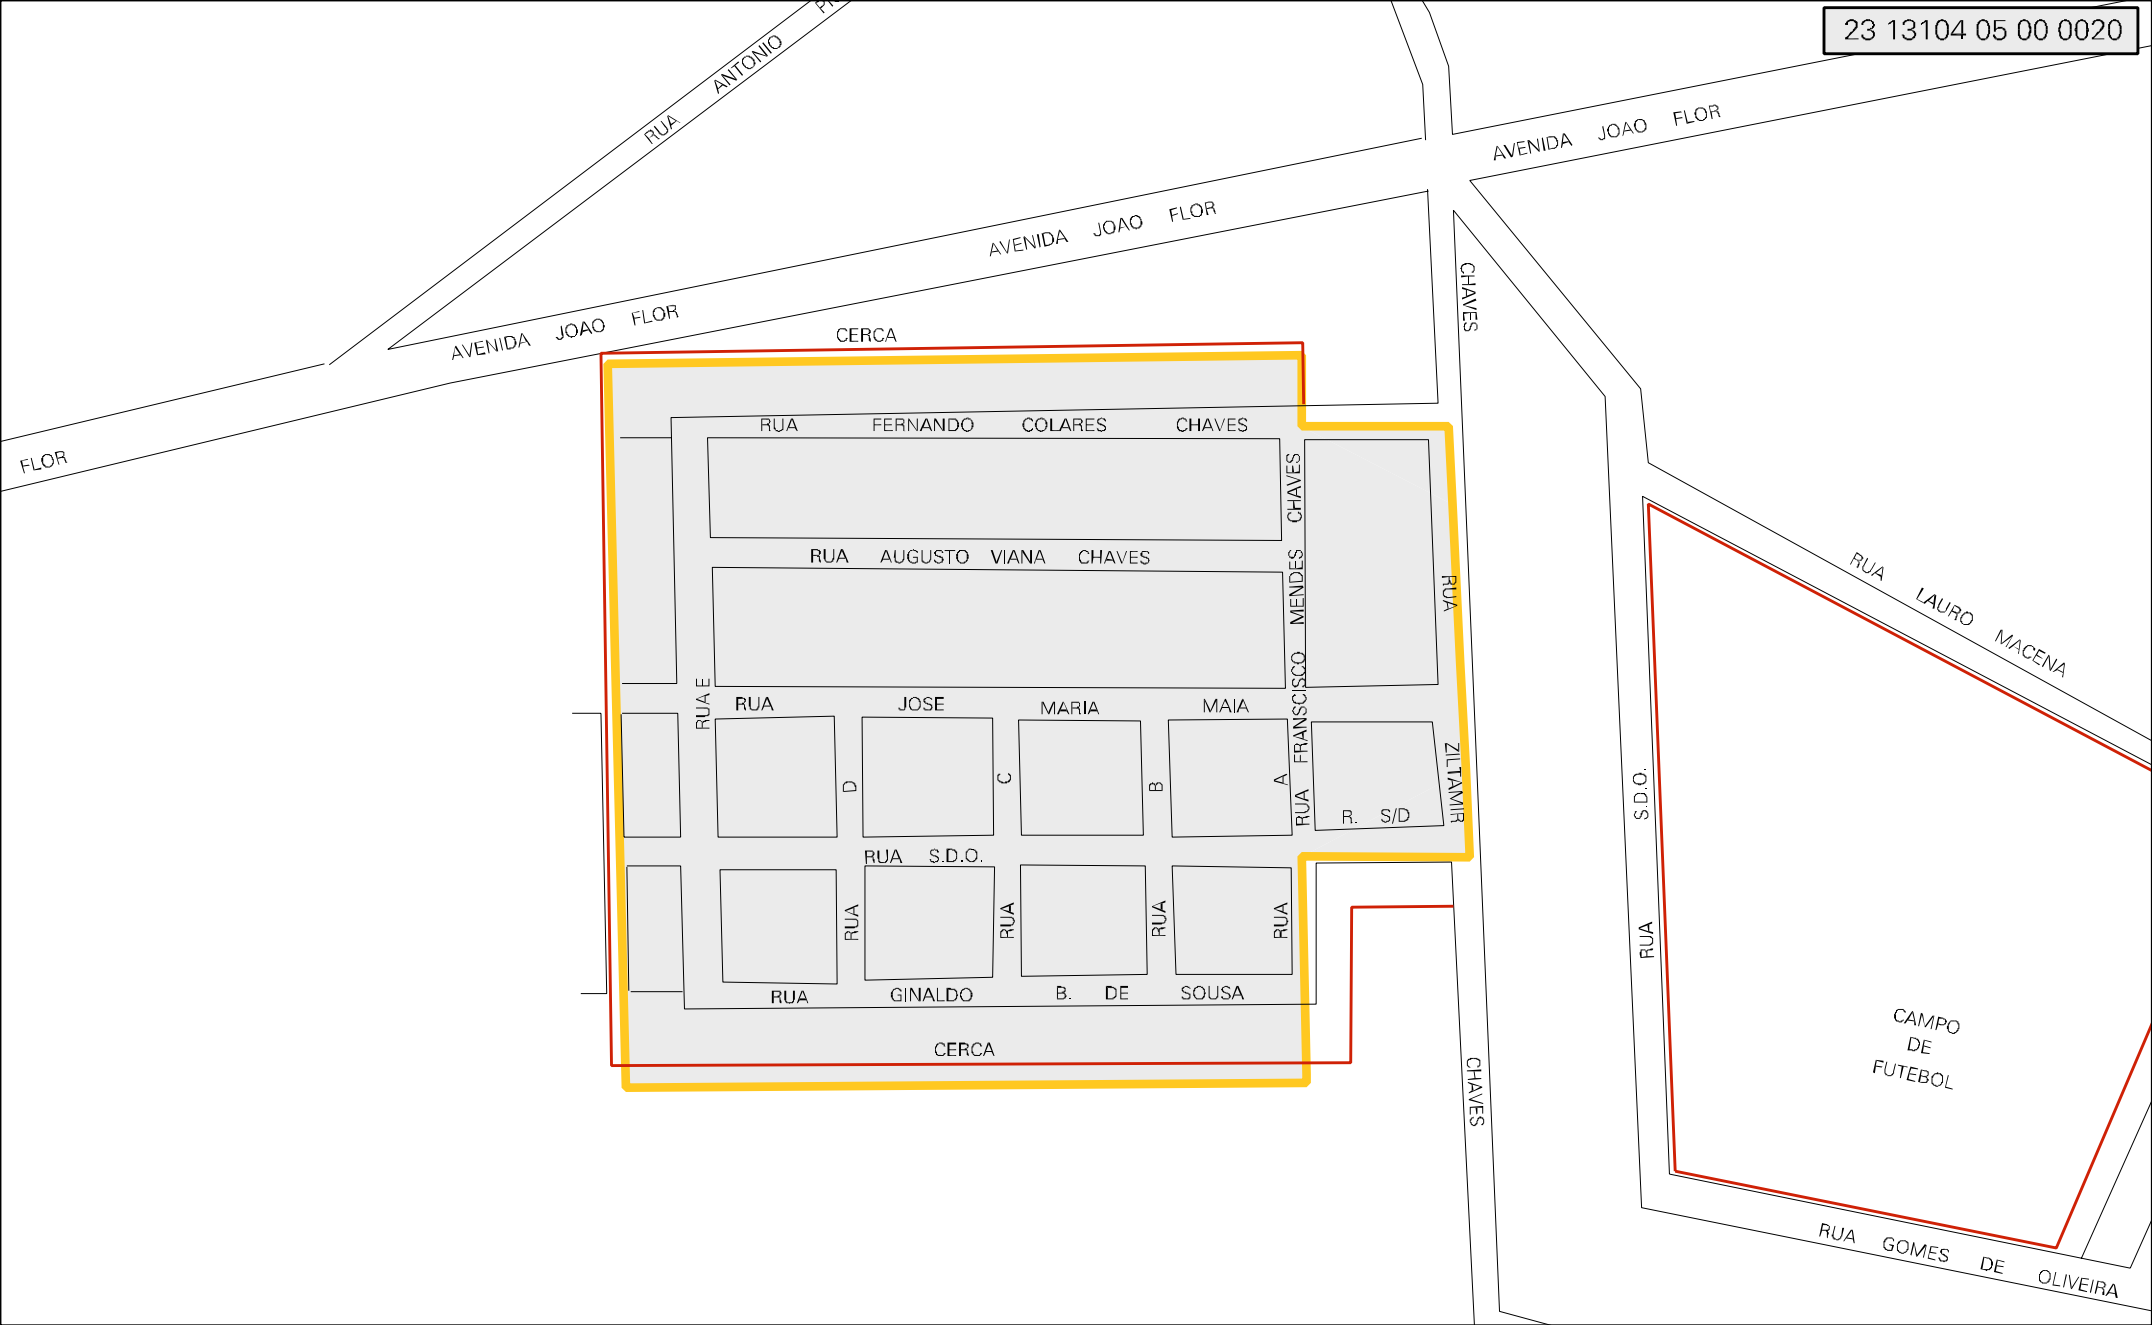 23 13104 05 00 0020
RUA ANTONIO
AVENIDA JOAO FLOR
AVENIDA JOAO FLOR
AVENIDA JOAO FLOR
FLOR
CHAVES
CERCA
RUA FERNANDO COLARES CHAVES
RUA AUGUSTO VIANA CHAVES
RUA FRANSCISCO MENDES CHAVES
RUA ZILTAMIR
RUA LAURO MACENA
RUA E
RUA JOSE MARIA MAIA
RUA D
RUA C
RUA B
RUA A
R. S/D
RUA S.D.O.
RUA S.D.O.
RUA GINALDO B. DE SOUSA
CERCA
CHAVES
CAMPO
DE
FUTEBOL
RUA GOMES DE OLIVEIRA